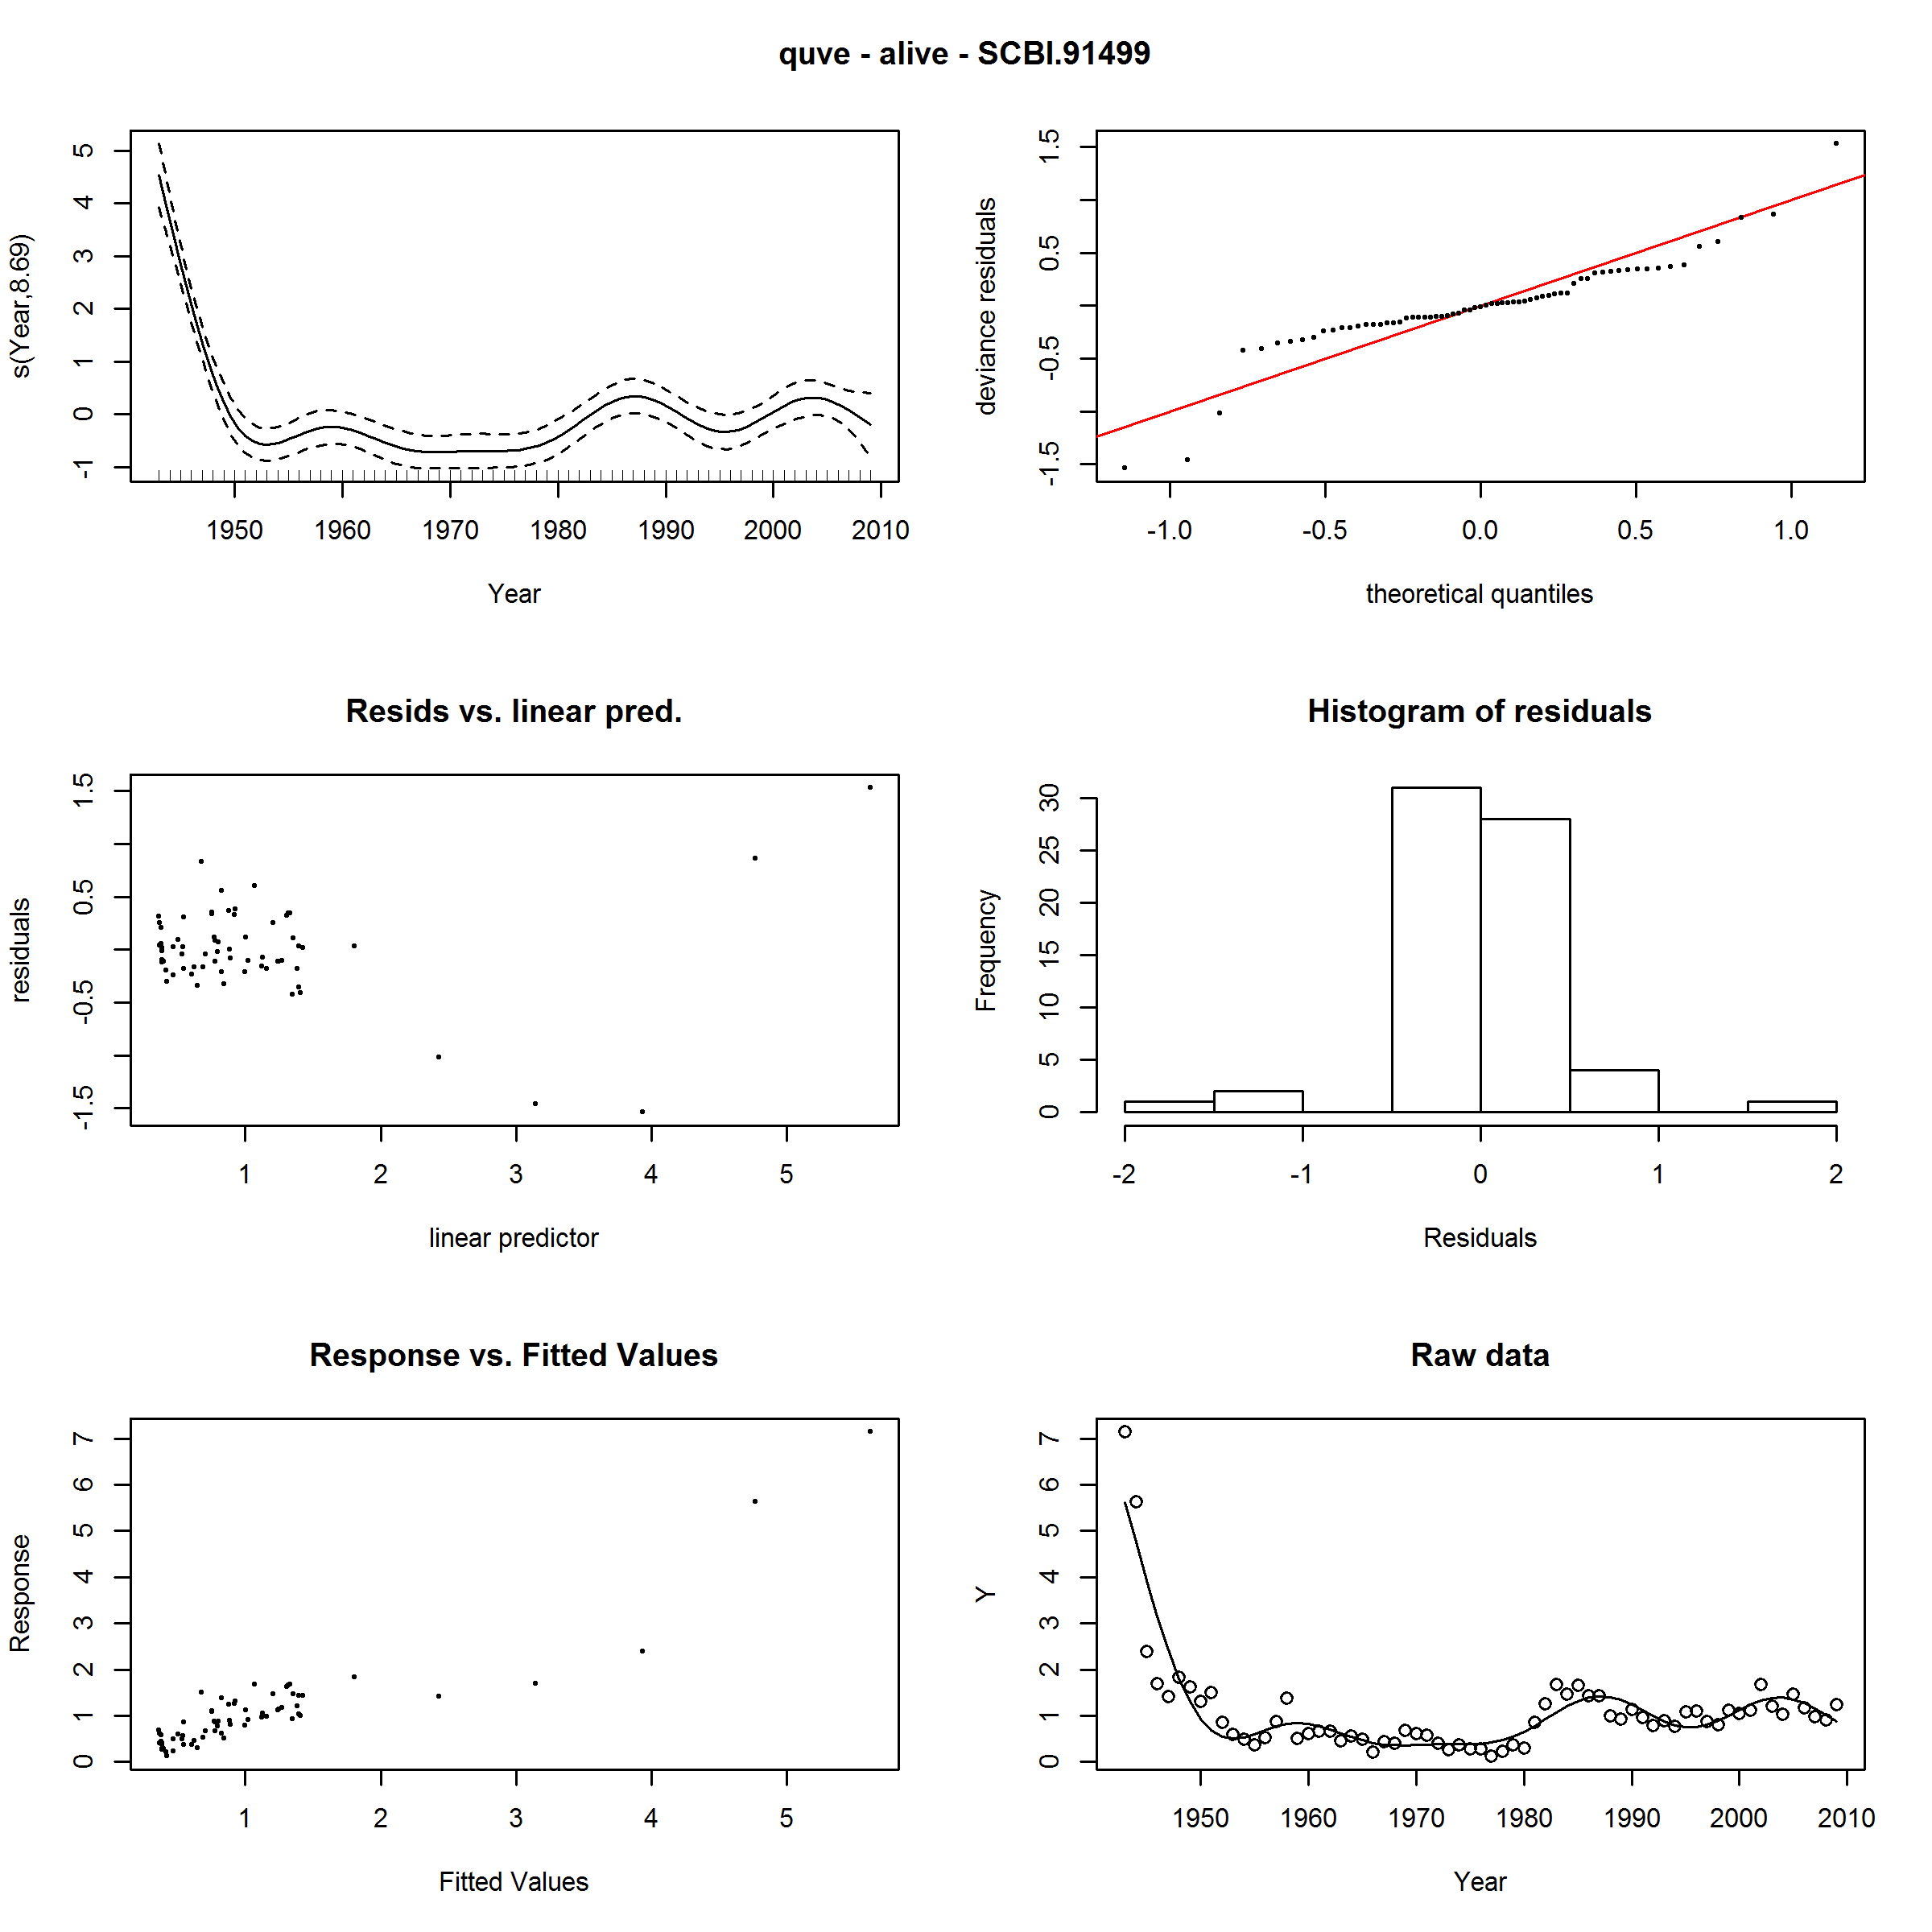 quve - alive - SCBI.91499
s(Year,8.69)
5
4
3
2
1
0
-1
1950 1960 1970 1980 1990 2000 2010
Year
deviance residuals
1.5
0.5
-0.5
-1.5
-1.0 -0.5 0.0 0.5 1.0
theoretical quantiles
Resids vs. linear pred.
residuals
1.5
0.5
-0.5
-1.5
1 2 3 4 5
linear predictor
Histogram of residuals
Frequency
30
25
20
15
10
5
0
-2 -1 0 1 2
Residuals
Response vs. Fitted Values
Response
7
6
5
4
3
2
1
0
1 2 3 4 5
Fitted Values
Raw data
Y
7
6
5
4
3
2
1
0
1950 1960 1970 1980 1990 2000 2010
Year